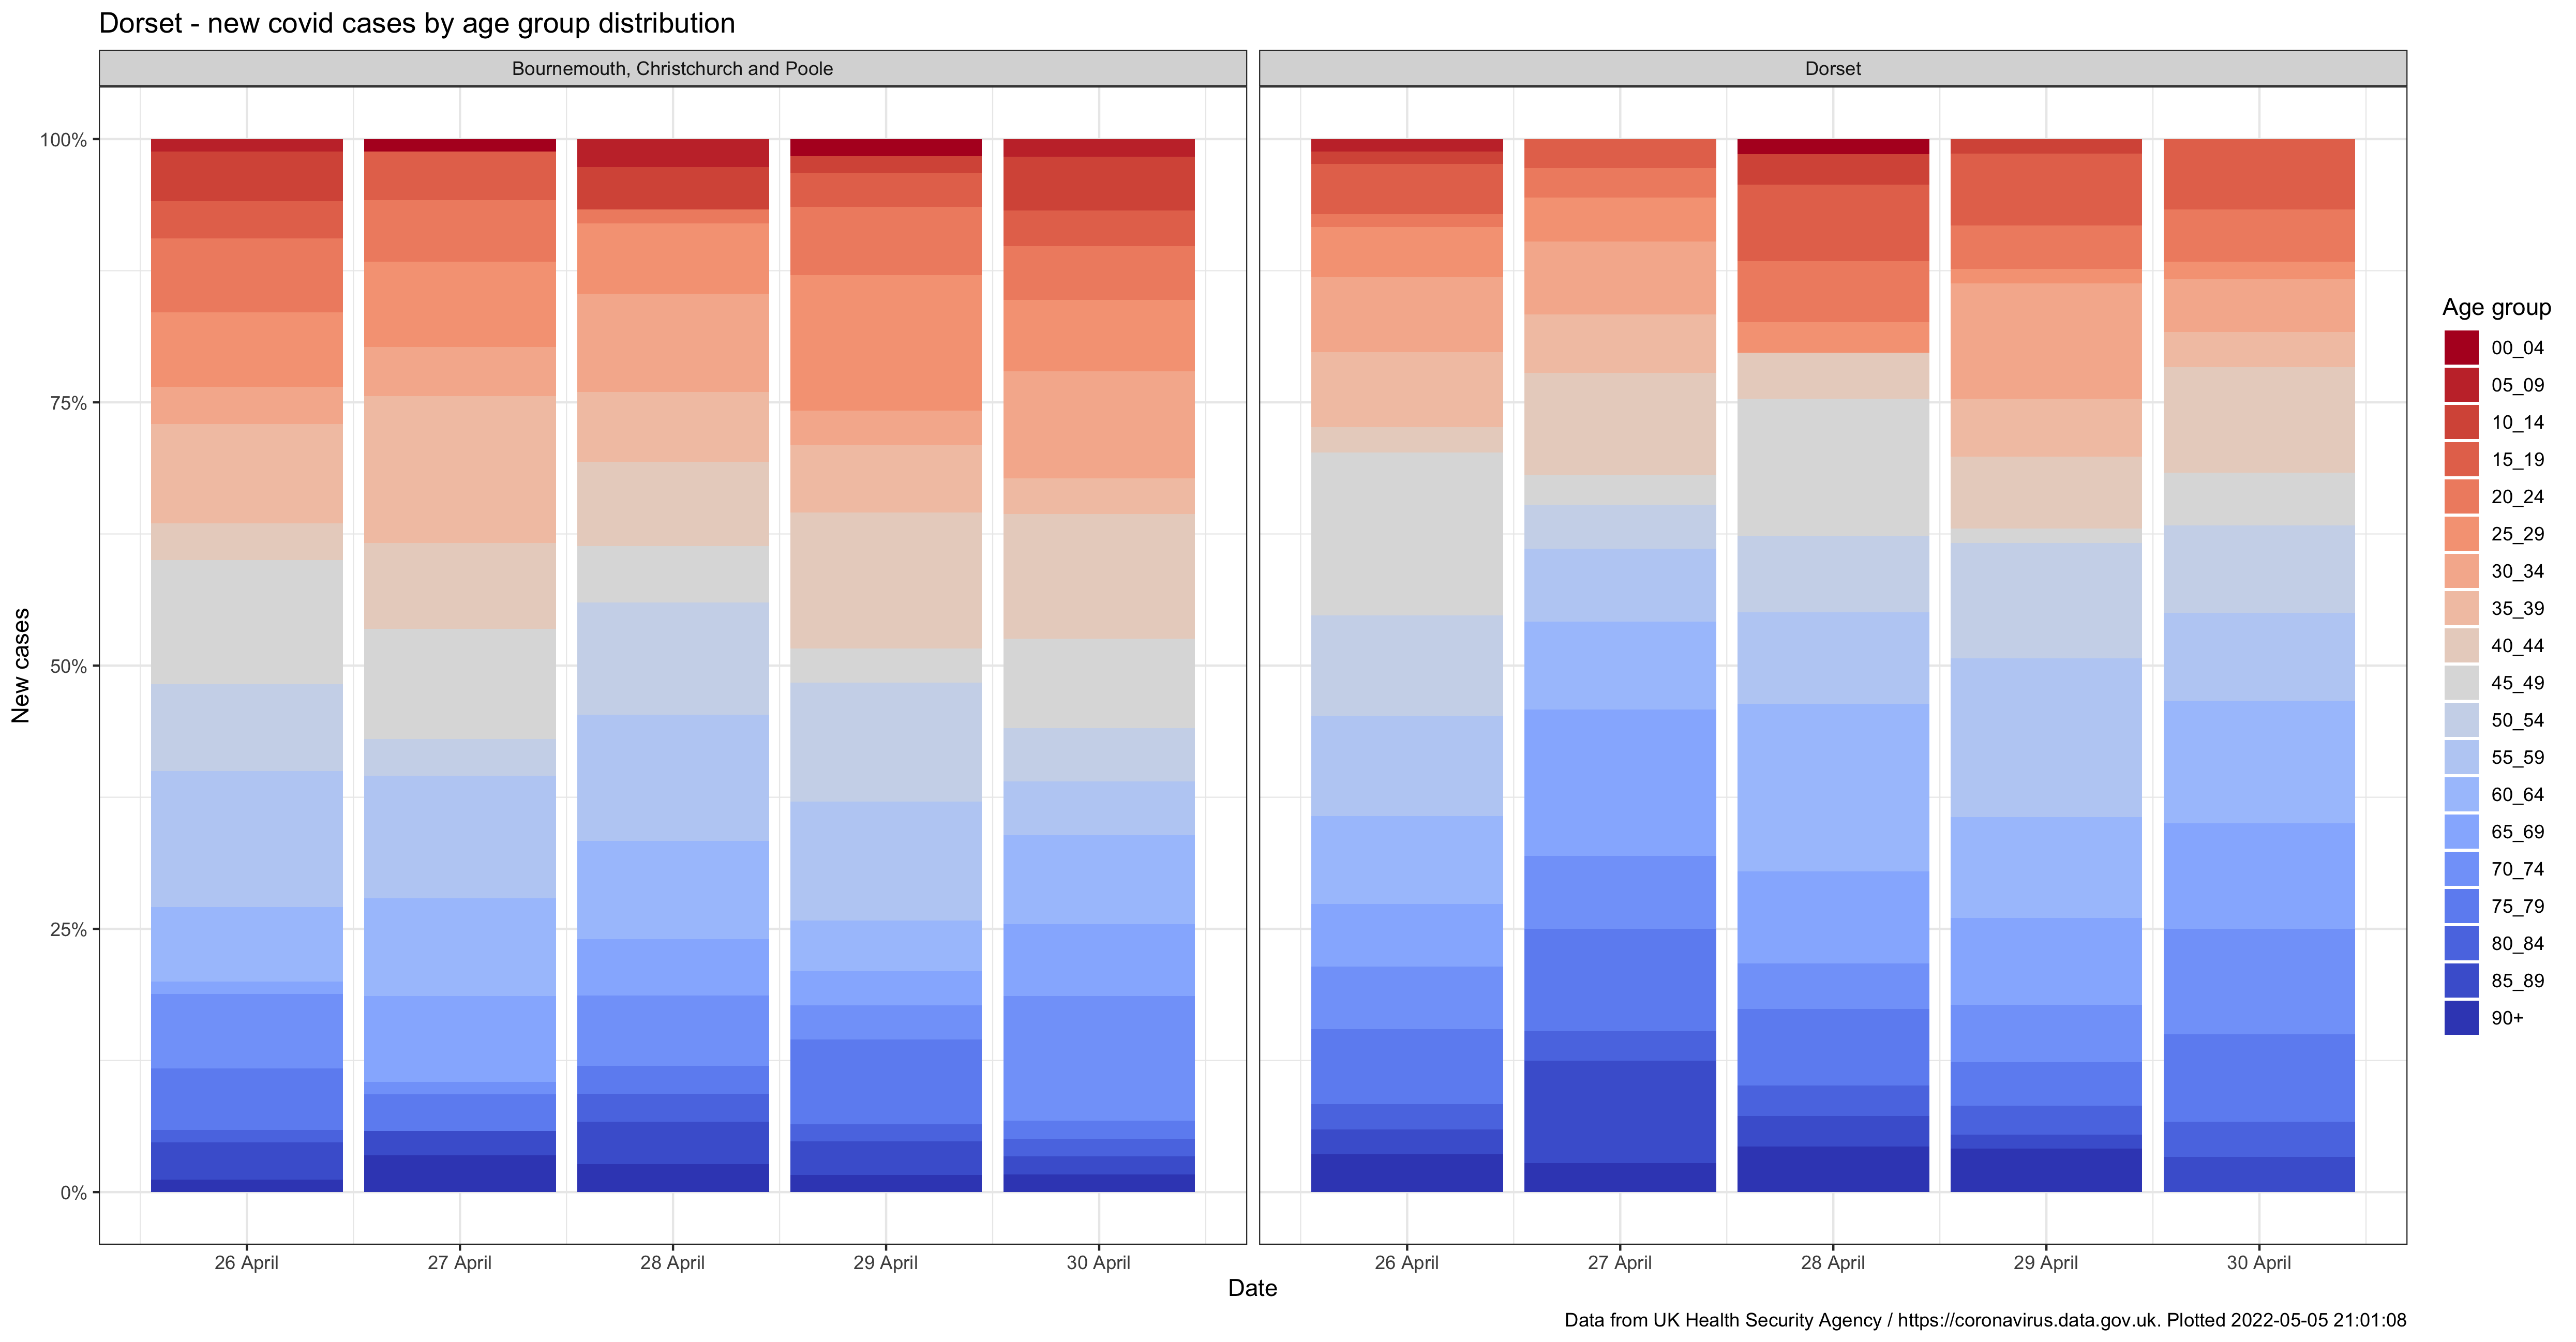 Dorset - new covid cases by age group distribution
Bournemouth, Christchurch and Poole
Dorset
100%
75%
50%
25%
0%
New cases
26 April
27 April
28 April
29 April
30 April
26 April
27 April
28 April
29 April
30 April
Date
Age group
00_04
05_09
10_14
15_19
20_24
25_29
30_34
35_39
40_44
45_49
50_54
55_59
60_64
65_69
70_74
75_79
80_84
85_89
90+
Data from UK Health Security Agency / https://coronavirus.data.gov.uk. Plotted 2022-05-05 21:01:08